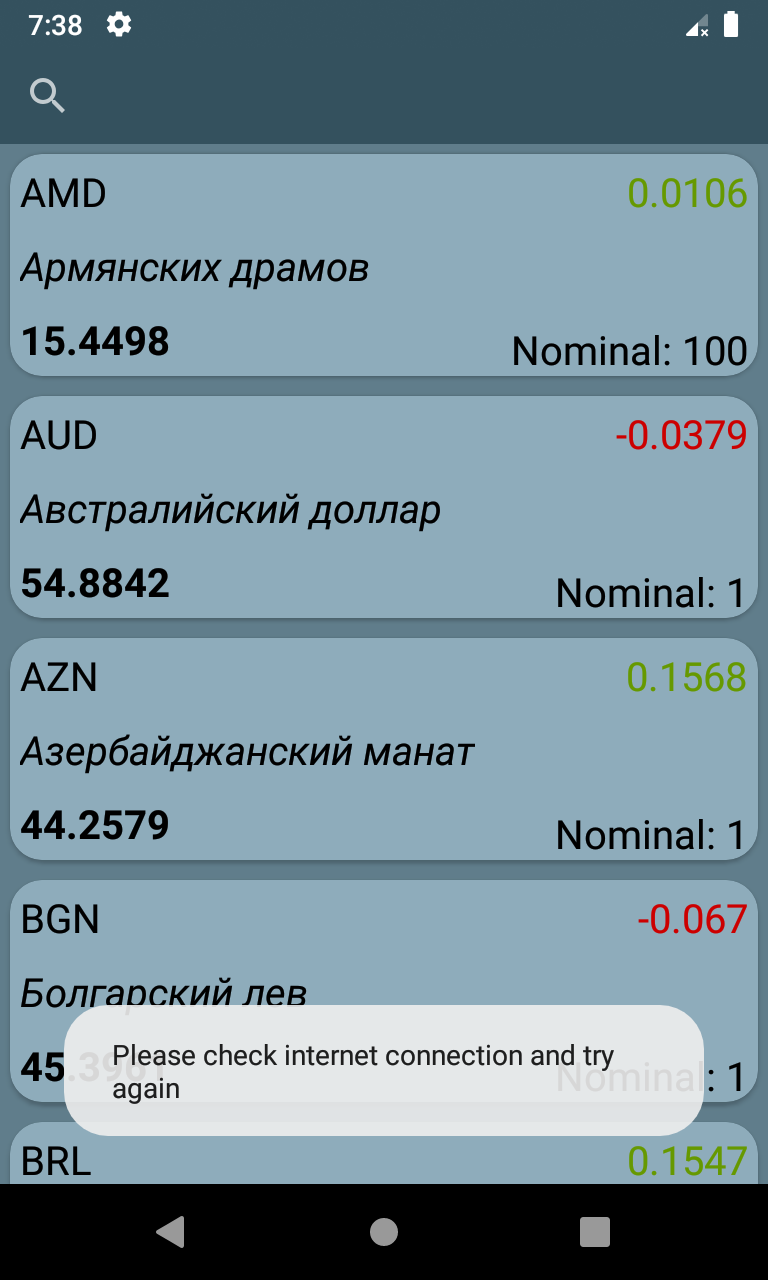 7:38
AMD 0.0106
Армянских драмов
15.4498 Nominal: 100
AUD -0.0379
Австралийский доллар
54.8842 Nominal: 1
AZN 0.1568
Азербайджанский манат
44.2579 Nominal: 1
BGN -0.067
Болгарский лев
45.3961 Nominal: 1
Please check internet connection and try
again
BRL 0.1547